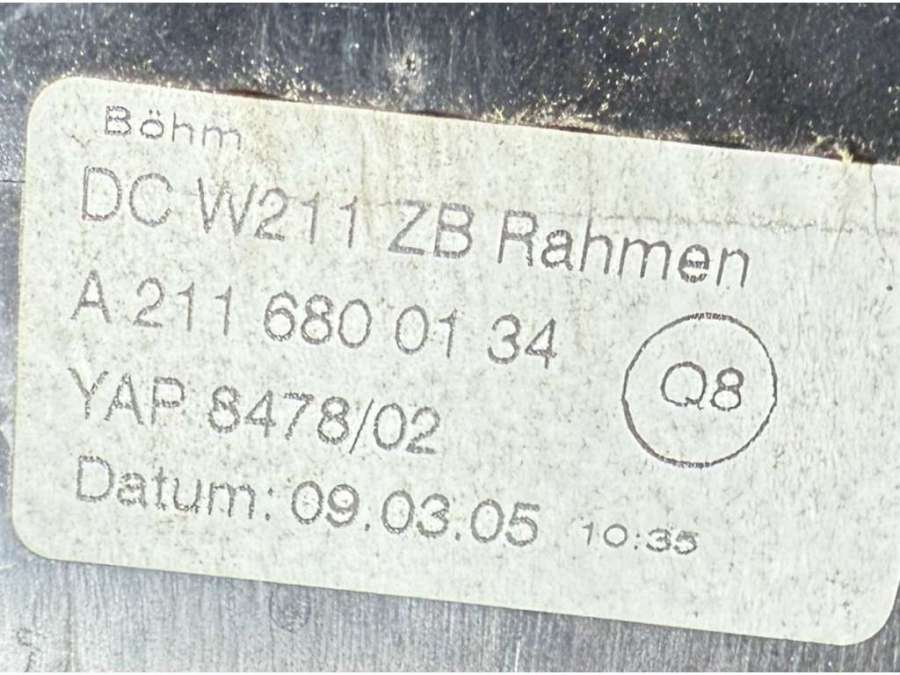 Böhm
DC W211 ZB Rahmen
A 211 680 01 34
Q8
YAP 8478/02
Datum: 09.03.05 10:35